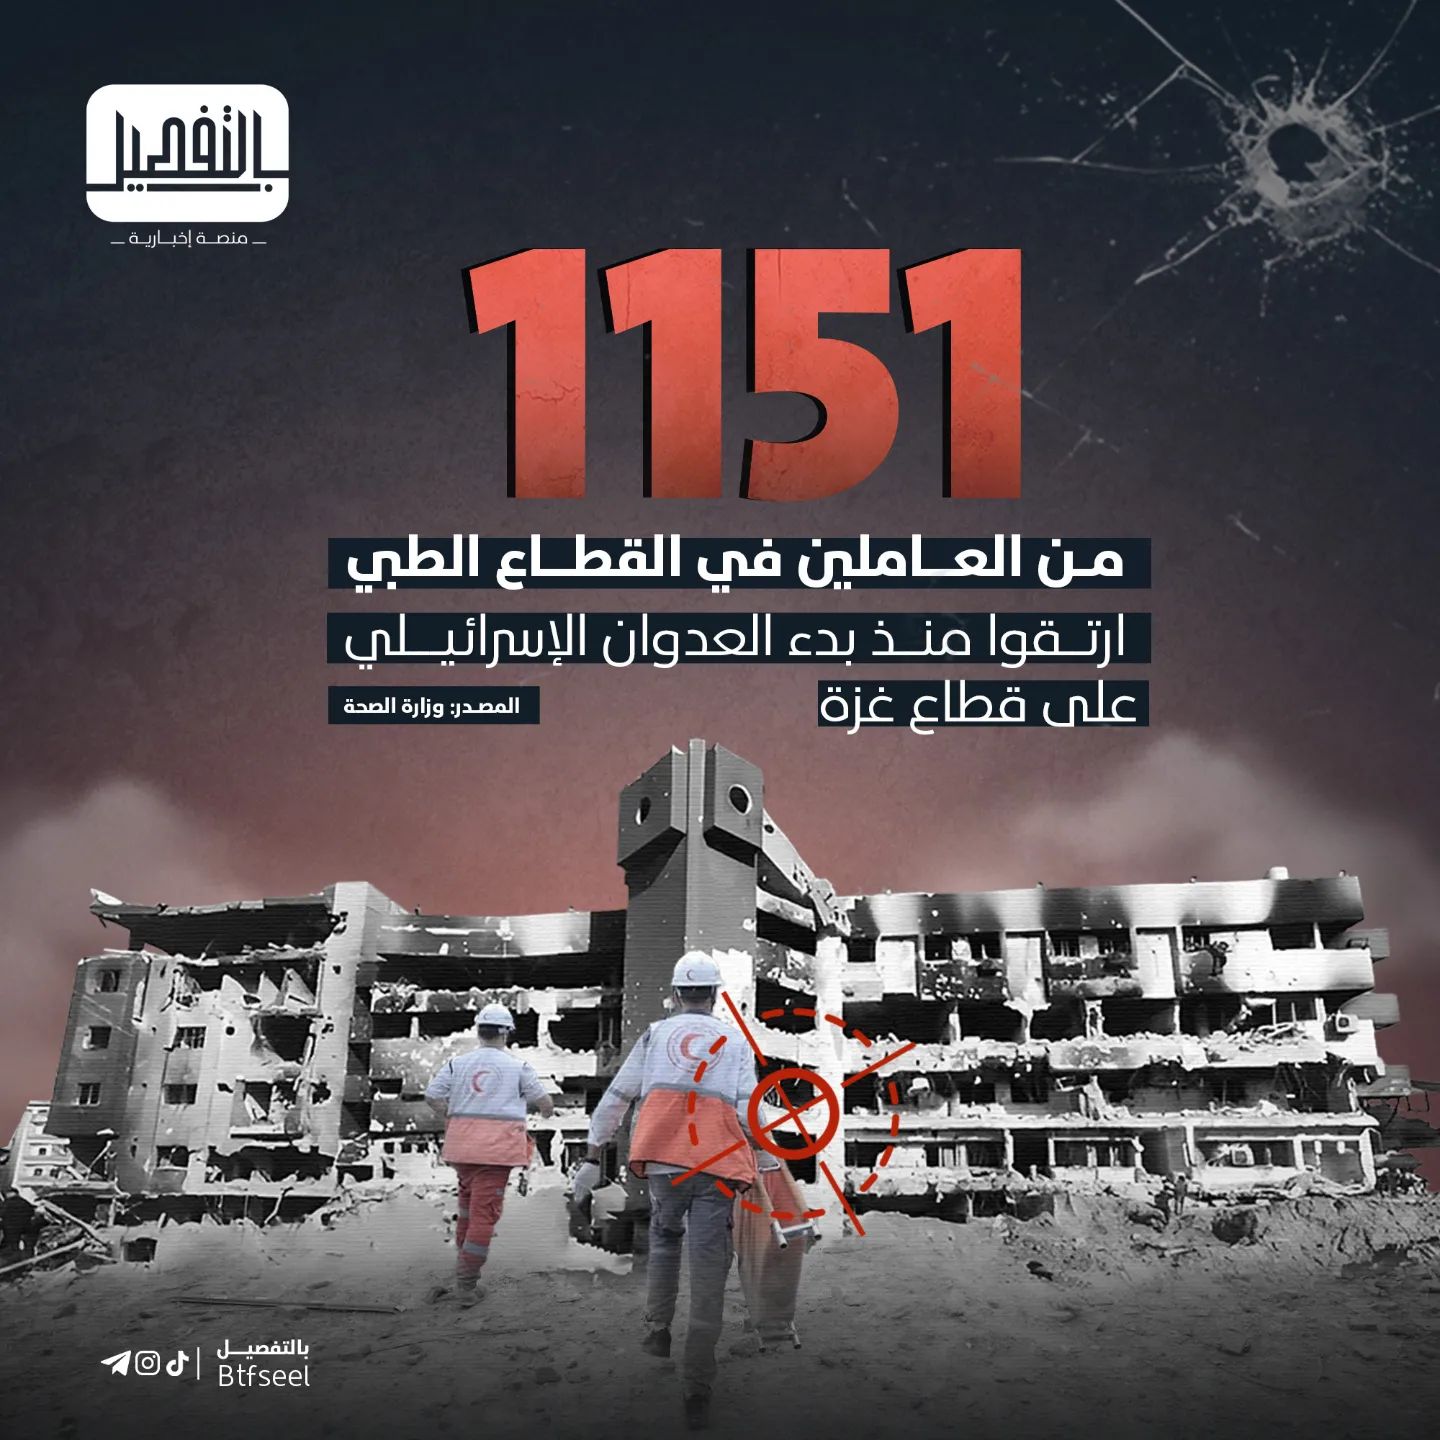 بالتفصيل
منصة إخبارية
1151
من العاملين في القطاع الطبي
ارتقوا منذ بدء العدوان الإسرائيلي
على قطاع غزة
المصدر: وزارة الصحة
بالتفصيل
Btfseel